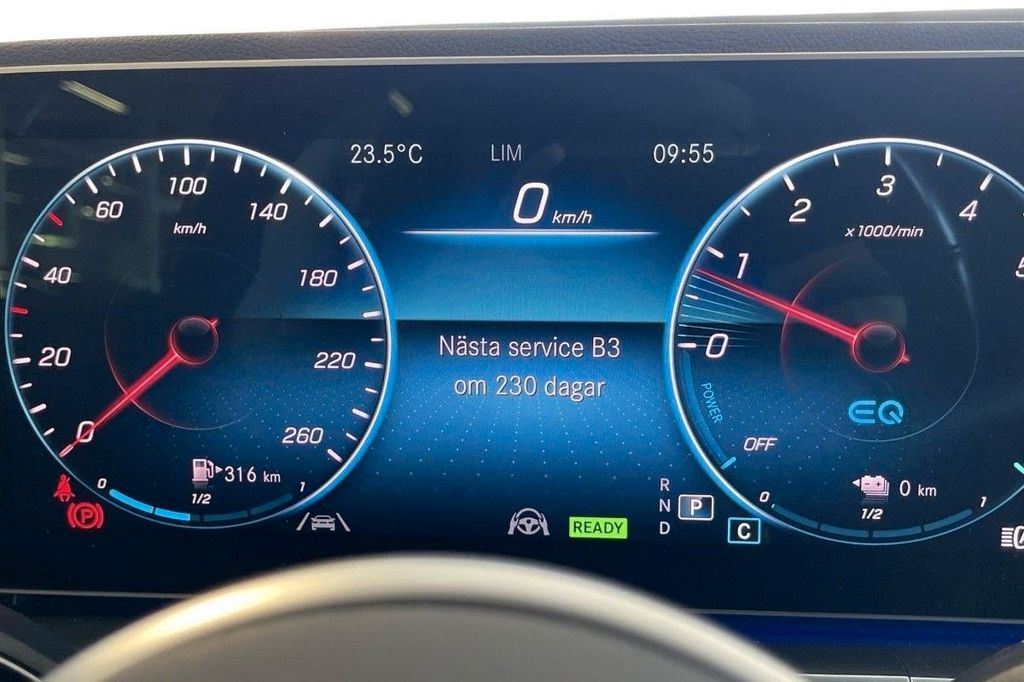 23.5°C LIM 09:55
0 km/h
Nästa service B3
om 230 dagar
0 20 40 60 100 140 180 220 260
km/h
316 km
0 1/2 1
P
READY
R
N
D
P
C
0 1 2 3 4 5
x 1000/min
POWER
OFF
EQ
0 km
0 1/2 1
A